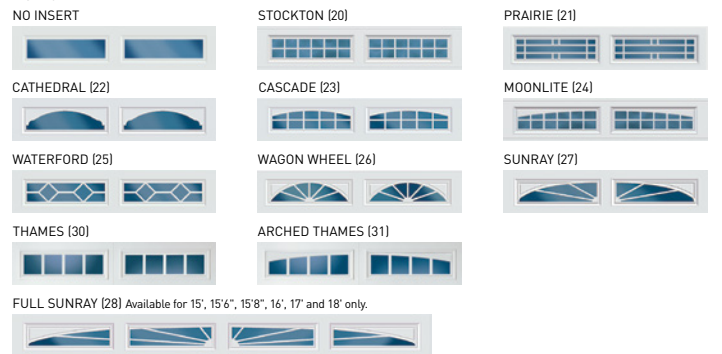 NO INSERT
STOCKTON (20)
PRAIRIE (21)
CATHEDRAL (22)
CASCADE (23)
MOONLITE (24)
WATERFORD (25)
WAGON WHEEL (26)
SUNRAY (27)
THAMES (30)
ARCHED THAMES (31)
FULL SUNRAY (28) Available for 15', 15'6", 15'8", 16', 17' and 18' only.